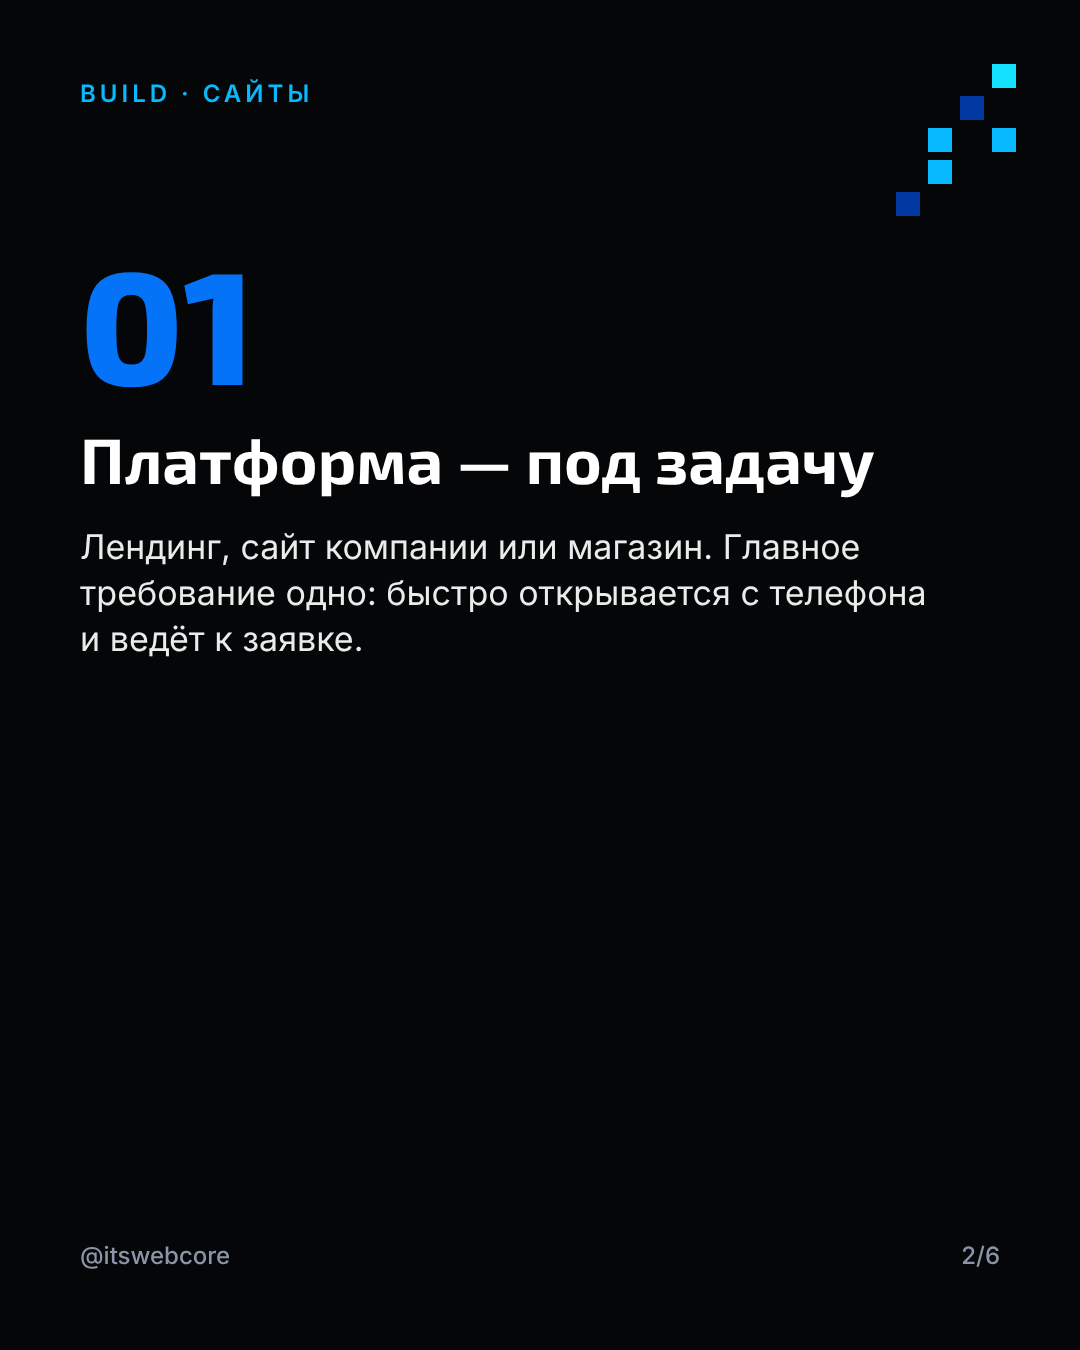 BUILD · САЙТЫ
01
Платформа — под задачу
Лендинг, сайт компании или магазин. Главное
требование одно: быстро открывается с телефона
и ведёт к заявке.
@itswebcore
2/6